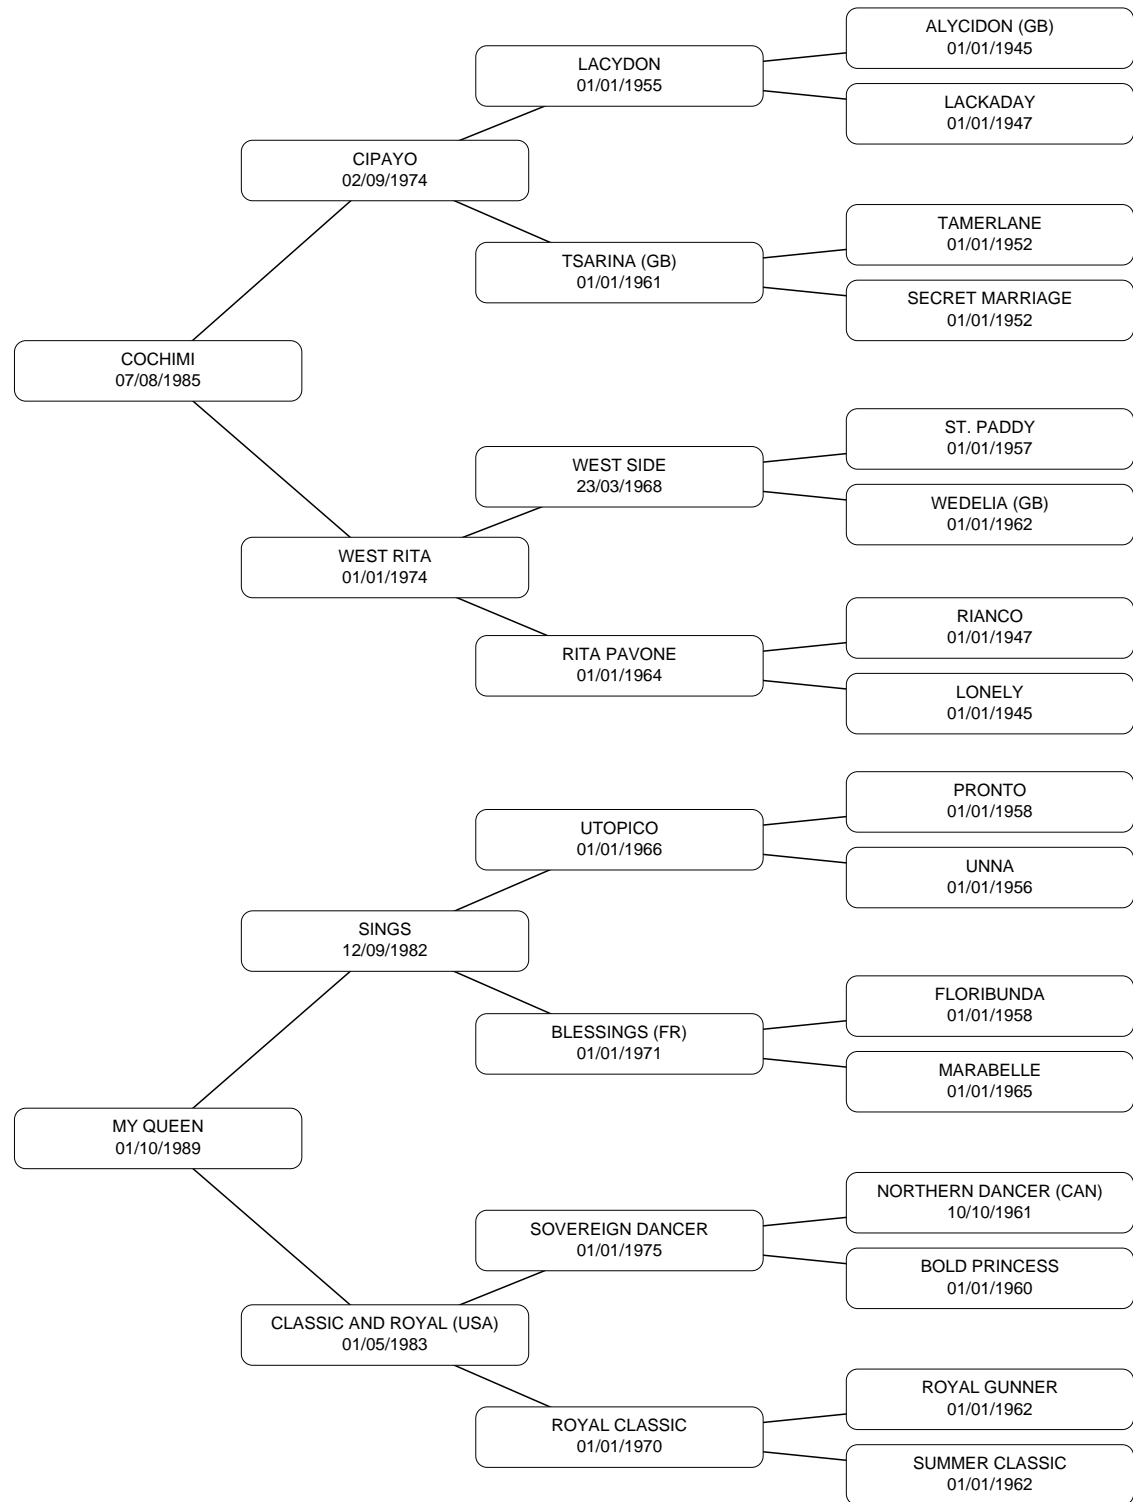 ALYCIDON (GB)
01/01/1945
LACYDON
01/01/1955
LACKADAY
01/01/1947
CIPAYO
02/09/1974
TAMERLANE
01/01/1952
TSARINA (GB)
01/01/1961
SECRET MARRIAGE
01/01/1952
COCHIMI
07/08/1985
ST. PADDY
01/01/1957
WEST SIDE
23/03/1968
WEDELIA (GB)
01/01/1962
WEST RITA
01/01/1974
RIANCO
01/01/1947
RITA PAVONE
01/01/1964
LONELY
01/01/1945
PRONTO
01/01/1958
UTOPICO
01/01/1966
UNNA
01/01/1956
SINGS
12/09/1982
FLORIBUNDA
01/01/1958
BLESSINGS (FR)
01/01/1971
MARABELLE
01/01/1965
MY QUEEN
01/10/1989
NORTHERN DANCER (CAN)
10/10/1961
SOVEREIGN DANCER
01/01/1975
BOLD PRINCESS
01/01/1960
CLASSIC AND ROYAL (USA)
01/05/1983
ROYAL GUNNER
01/01/1962
ROYAL CLASSIC
01/01/1970
SUMMER CLASSIC
01/01/1962